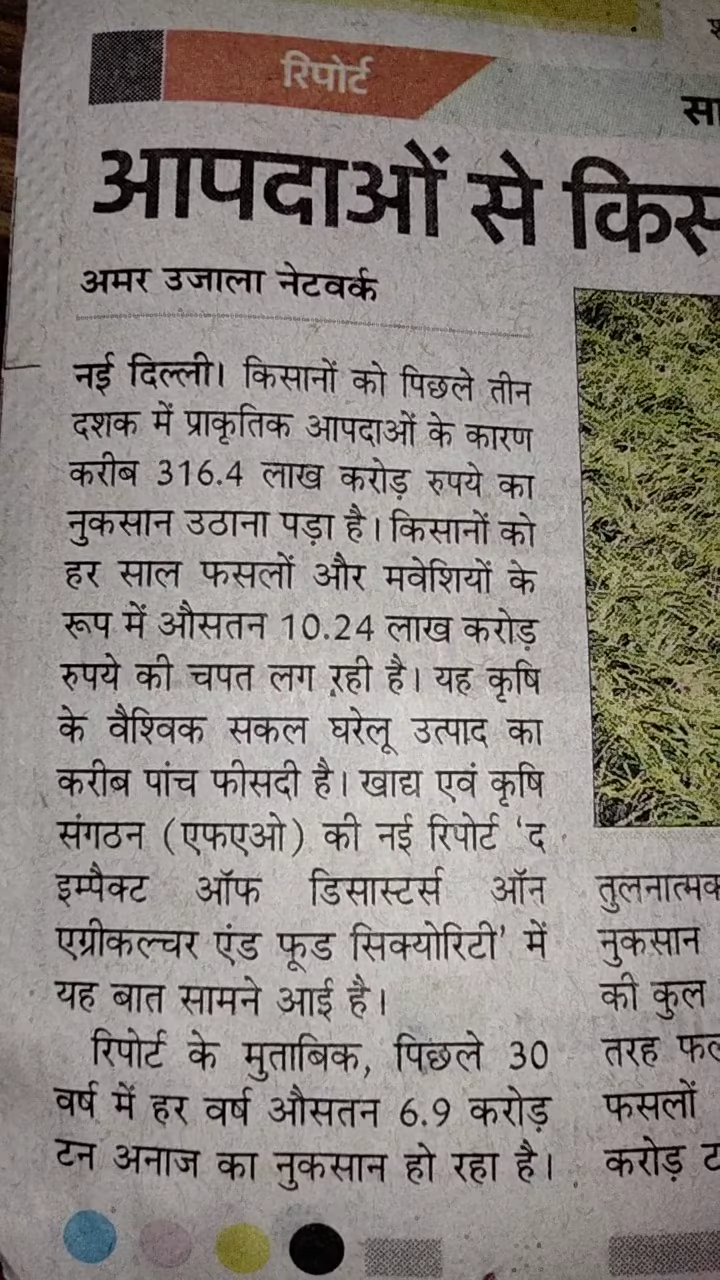 रिपोर्ट
आपदाओं से
अमर उजाला नेटवर्क
नई दिल्ली। किसानों को पिछले तीन
दशक में प्राकृतिक आपदाओं के कारण
करीब 316.4 लाख करोड़ रुपये का
नुकसान उठाना पड़ा है। किसानों को
हर साल फसलों और मवेशियों के
रूप में औसतन 10.24 लाख करोड़
रुपये की चपत लग रही है। यह कृषि
के वैश्विक सकल घरेलू उत्पाद का
करीब पांच फीसदी है। खाद्य एवं कृषि
संगठन (एफएओ) की नई रिपोर्ट ‘द
इम्पैक्ट ऑफ डिसास्टर्स ऑन
एग्रीकल्चर एंड फूड सिक्योरिटी’ में
यह बात सामने आई है।
रिपोर्ट के मुताबिक, पिछले 30
वर्ष में हर वर्ष औसतन 6.9 करोड़
टन अनाज का नुकसान हो रहा है।
नुकसान
की कुल
तरह
फसलों
करोड़